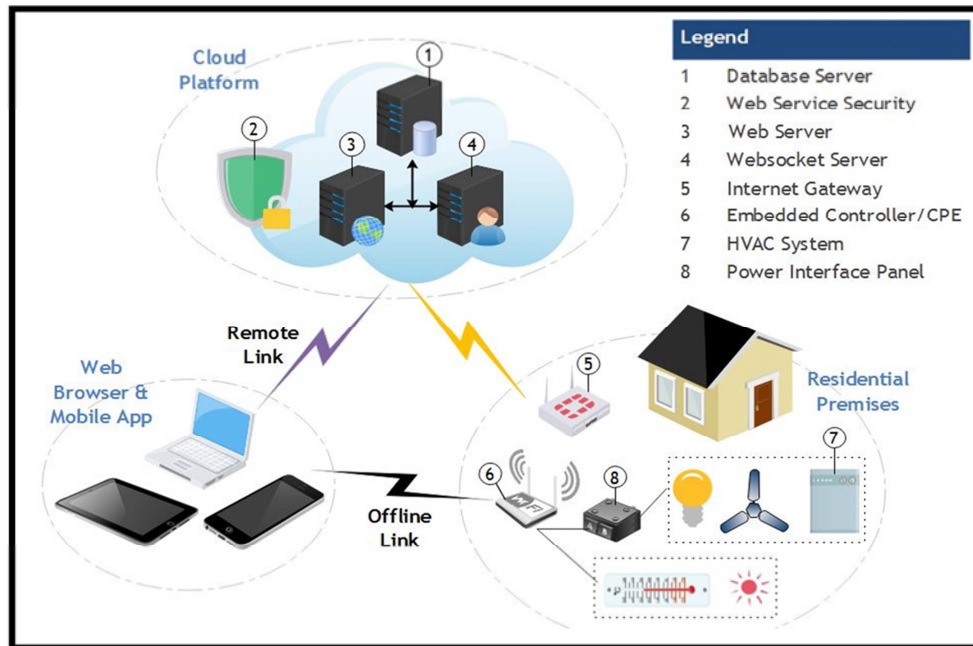 Cloud
Platform
1
2
3
4
Legend
1 Database Server
2 Web Service Security
3 Web Server
4 Websocket Server
5 Internet Gateway
6 Embedded Controller/CPE
7 HVAC System
8 Power Interface Panel
Remote
Link
Web
Browser &
Mobile App
5
Residential
Premises
7
6
8
Wi FI
Offline
Link